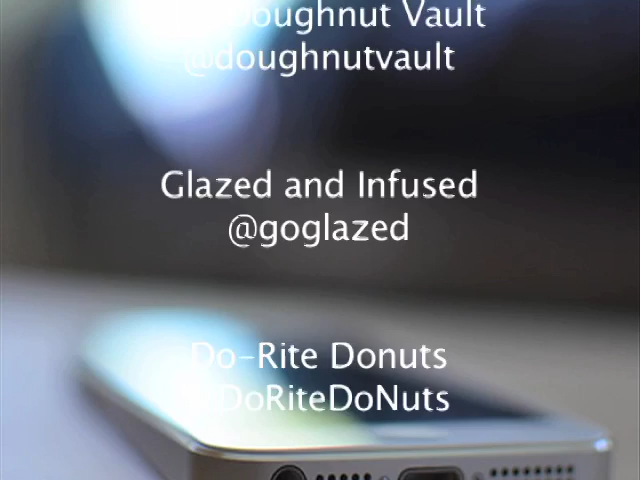 Doughnut Vault
@doughnutvault
Glazed and Infused
@goglazed
Do-Rite Donuts
@DoRiteDoNuts